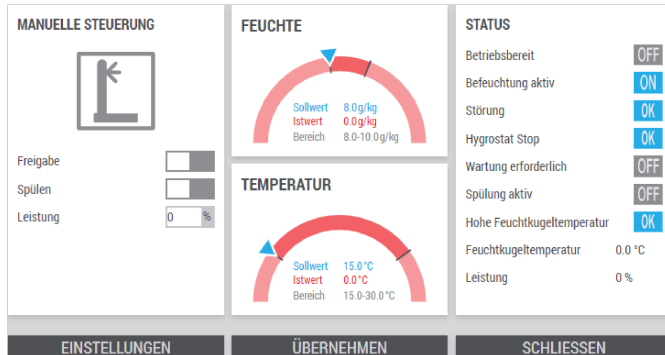 MANUELLE STEUERUNG
Freigabe
Spülen
Leistung 0 %
FEUCHTE
Sollwert 8.0 g/kg
Istwert 0.0 g/kg
Bereich 8.0-10.0 g/kg
TEMPERATUR
Sollwert 15.0 °C
Istwert 0.0 °C
Bereich 15.0-30.0 °C
STATUS
Betriebsbereit OFF
Befeuchtung aktiv ON
Störung OK
Hygrostat Stop OK
Wartung erforderlich OFF
Spülung aktiv OFF
Hohe Feuchtkugeltemperatur OK
Feuchtkugeltemperatur 0.0 °C
Leistung 0 %
EINSTELLUNGEN
ÜBERNEHMEN
SCHLIESSEN